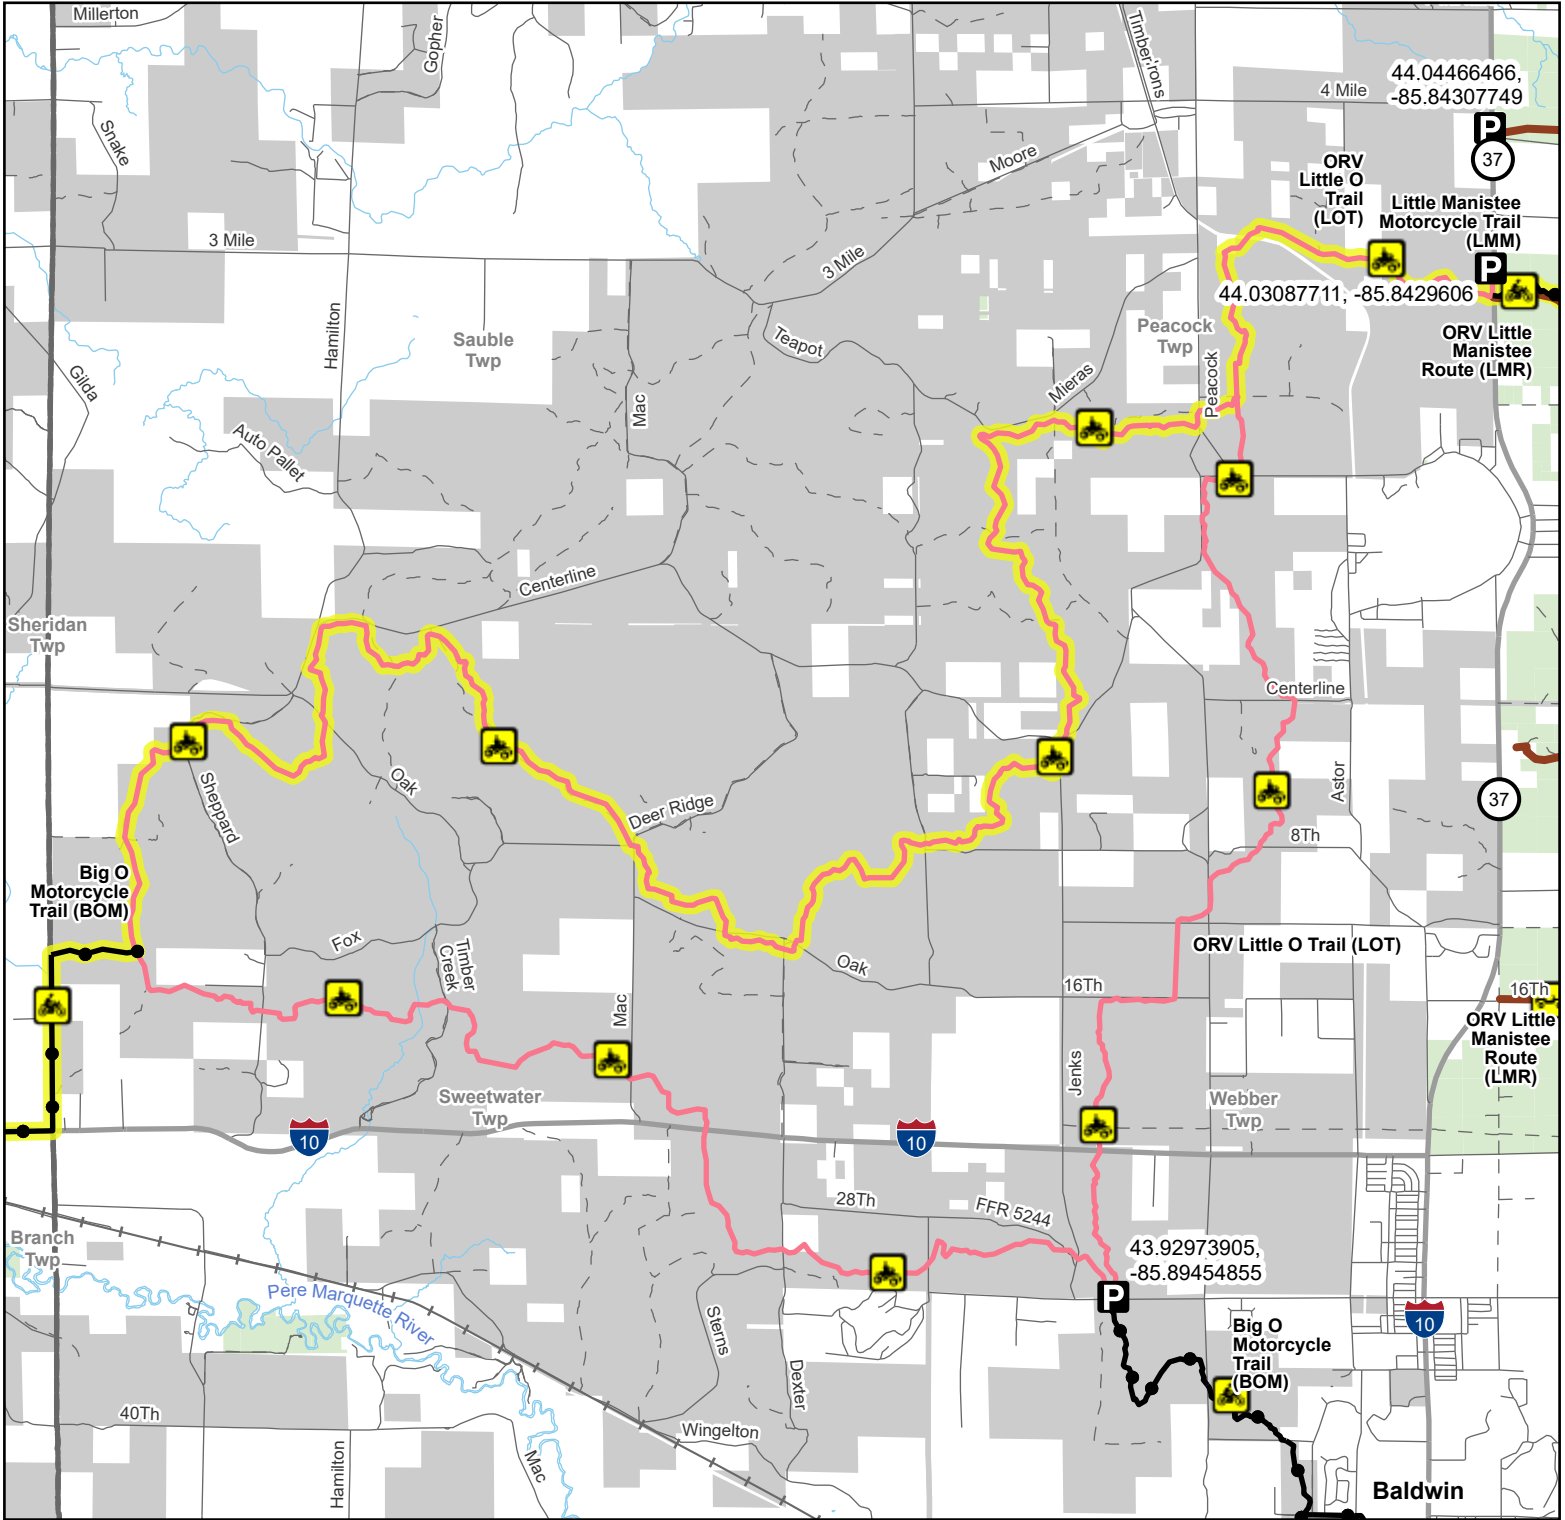 Millerton
Gopher
Timber'rons
44.04466466,
-85.84307749
4 Mile
P
37
Snake
Moore
ORV
Little O
Trail
(LOT)
Little Manistee
Motorcycle Trail
(LMM)
3 Mile
3 Mile
P
44.03087711, -85.8429606
Hamilton
Sauble
Twp
Teapot
Peacock
Twp
ORV Little
Manistee
Route (LMR)
Gilda
Mac
Mieras
Peacock
Auto Pallet
Centerline
Sheridan
Twp
Centerline
Sheppard
Oak
Deer Ridge
Astor
37
8Th
Big O
Motorcycle
Trail (BOM)
Fox
Timber
Creek
Oak
ORV Little O Trail (LOT)
16Th
16Th
Mac
ORV Little
Manistee
Route
(LMR)
Jenks
Sweetwater
Twp
Webber
Twp
10
10
28Th
FFR 5244
Branch
Twp
43.92973905,
-85.89454855
Pere Marquette River
P
Sterns
Big O
Motorcycle
Trail
(BOM)
10
Dexter
40Th
Wingelton
Hamilton
Mac
Baldwin